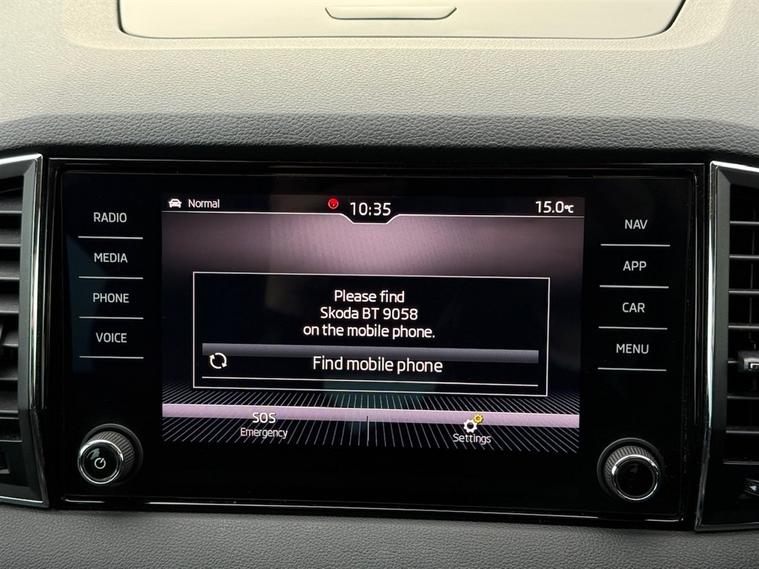 Normal
10:35
15.0°C
RADIO
MEDIA
PHONE
VOICE
Please find
Skoda BT 9058
on the mobile phone.
Find mobile phone
SOS
Emergency
Settings
NAV
APP
CAR
MENU